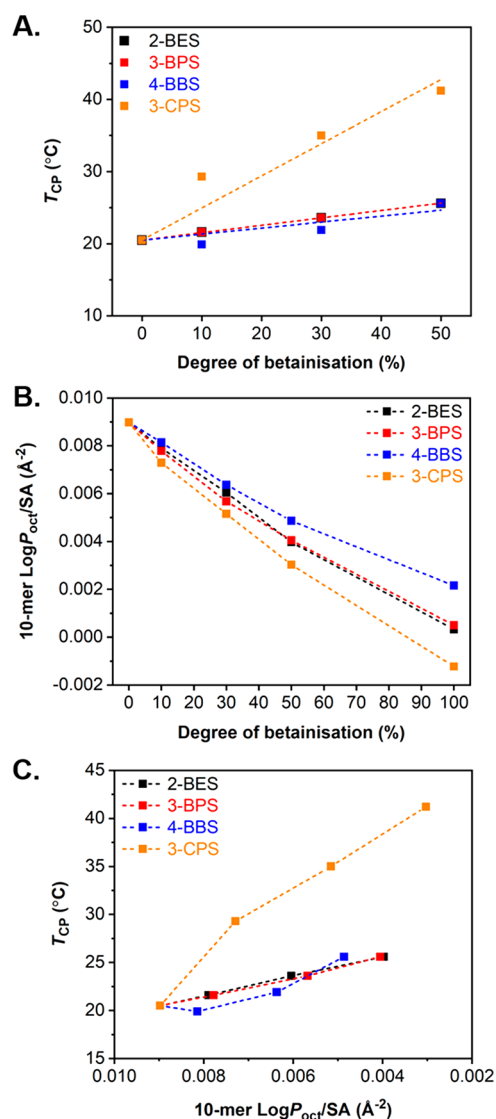 A.
50
40
30
20
10
T_CP (°C)
2-BES
3-BPS
4-BBS
3-CPS
0 10 20 30 40 50
Degree of betainisation (%)
B.
0.010
0.008
0.006
0.004
0.002
0.000
-0.002
10-mer LogP_oct/SA (Å⁻²)
2-BES
3-BPS
4-BBS
3-CPS
0 10 20 30 40 50 60 70 80 90 100
Degree of betainisation (%)
C.
45
40
35
30
25
20
15
T_CP (°C)
2-BES
3-BPS
4-BBS
3-CPS
0.010 0.008 0.006 0.004 0.002
10-mer LogP_oct/SA (Å⁻²)